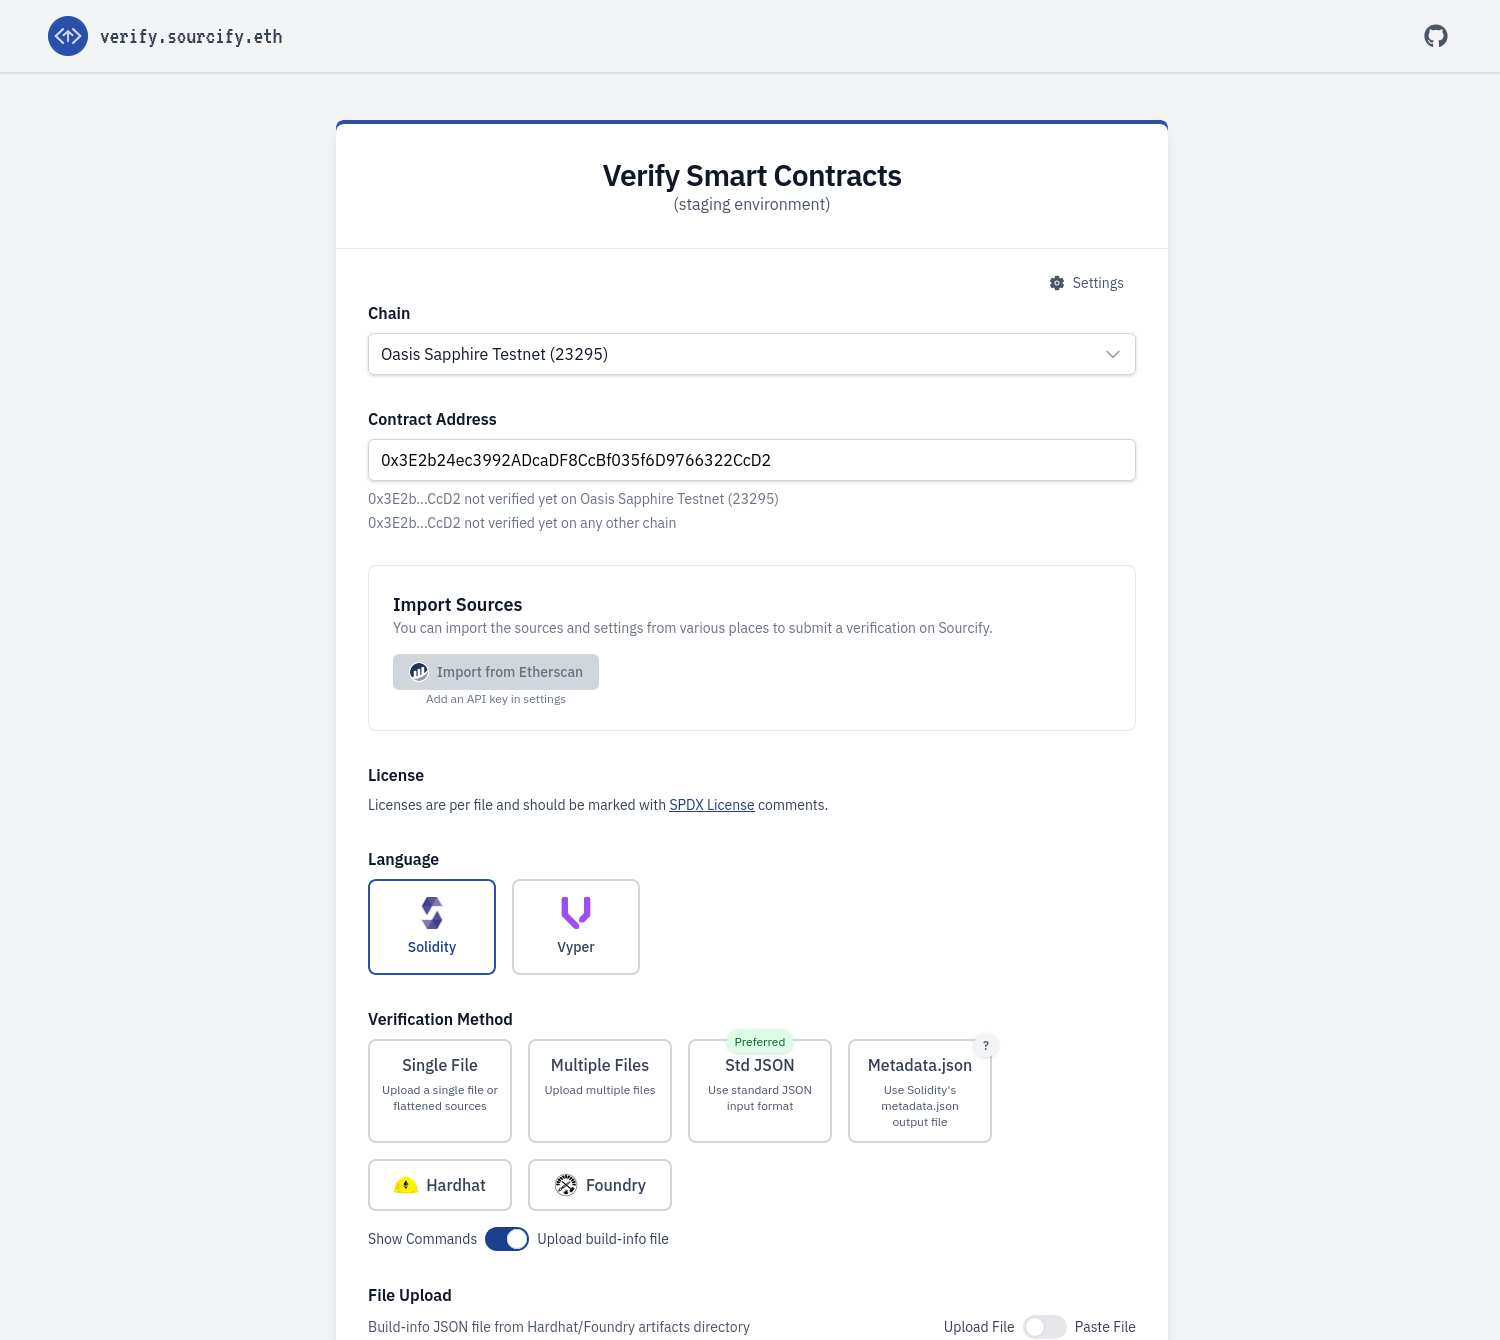 verify.sourcify.eth
Verify Smart Contracts
(staging environment)
Settings
Chain
Oasis Sapphire Testnet (23295)
Contract Address
0x3E2b24ec3992ADcaDF8CcBf035f6D9766322CcD2
0x3E2b...CcD2 not verified yet on Oasis Sapphire Testnet (23295)
0x3E2b...CcD2 not verified yet on any other chain
Import Sources
You can import the sources and settings from various places to submit a verification on Sourcify.
Import from Etherscan
Add an API key in settings
License
Licenses are per file and should be marked with SPDX License comments.
Language
Solidity
Vyper
Verification Method
Single File
Upload a single file or
flattened sources
Multiple Files
Upload multiple files
Preferred
Std JSON
Use standard JSON
input format
?
Metadata.json
Use Solidity's
metadata.json
output file
Hardhat
Foundry
Show Commands
Upload build-info file
File Upload
Build-info JSON file from Hardhat/Foundry artifacts directory
Upload File
Paste File